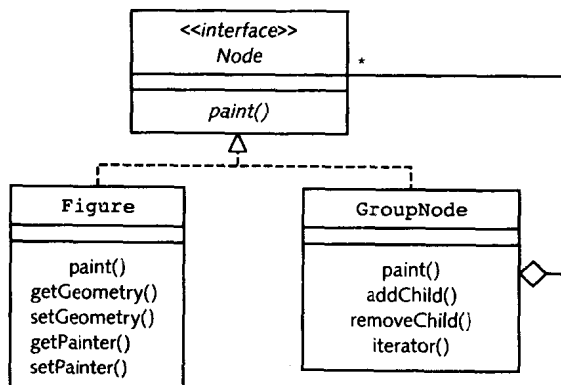 <<interface>>
Node
*
paint()
Figure
paint()
getGeometry()
setGeometry()
getPainter()
setPainter()
GroupNode
paint()
addChild()
removeChild()
iterator()